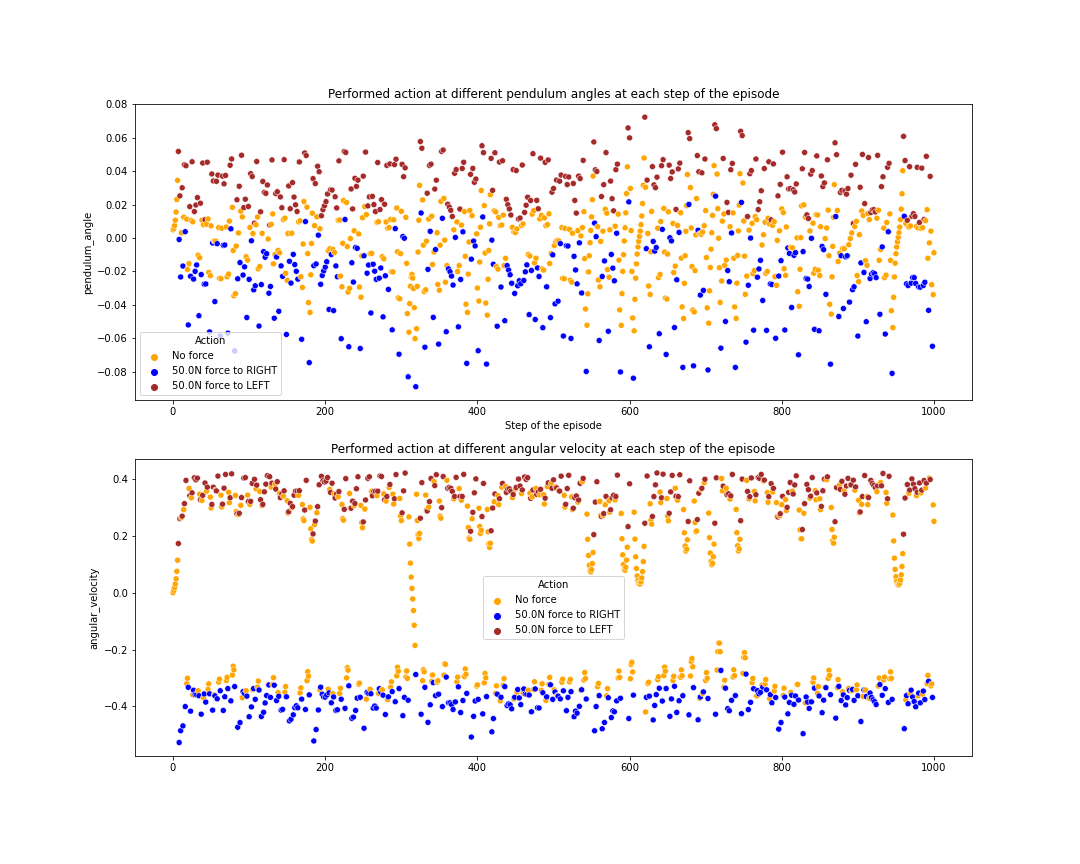 Performed action at different pendulum angles at each step of the episode
0.08
0.06
0.04
0.02
0.00
−0.02
−0.04
−0.06
−0.08
pendulum_angle
Action
No force
50.0N force to RIGHT
50.0N force to LEFT
0 200 400 600 800 1000
Step of the episode
Performed action at different angular velocity at each step of the episode
0.4
0.2
0.0
−0.2
−0.4
angular_velocity
Action
No force
50.0N force to RIGHT
50.0N force to LEFT
0 200 400 600 800 1000